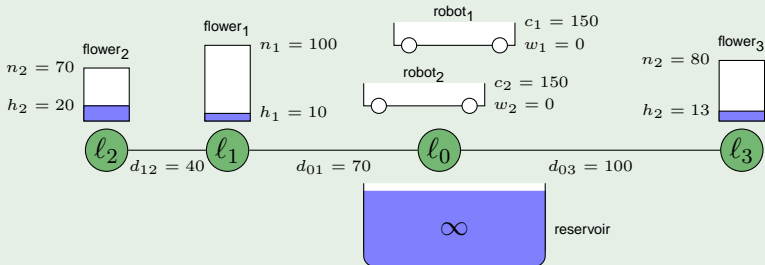 robot₁
flower₁
c₁ = 150
flower₂
n₁ = 100
w₁ = 0
flower₃
n₂ = 70
robot₂
n₂ = 80
c₂ = 150
h₂ = 20
h₁ = 10
w₂ = 0
h₂ = 13
ℓ₂
ℓ₁
ℓ₀
ℓ₃
d₁₂ = 40
d₀₁ = 70
d₀₃ = 100
∞
reservoir